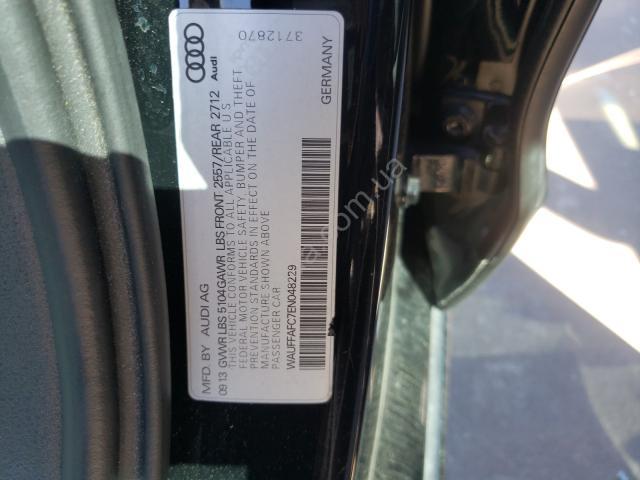 MFD. BY AUDI AG
09.13 GVWR LBS 5104 GAWR LBS FRONT 2557/REAR 2712
THIS VEHICLE CONFORMS TO ALL APPLICABLE U S
FEDERAL MOTOR VEHICLE SAFETY, BUMPER AND THEFT
PREVENTION STANDARDS IN EFFECT ON THE DATE OF
MANUFACTURE SHOWN ABOVE
PASSENGER CAR
WAUFFAFC7EN048229
GERMANY
Audi
3712870